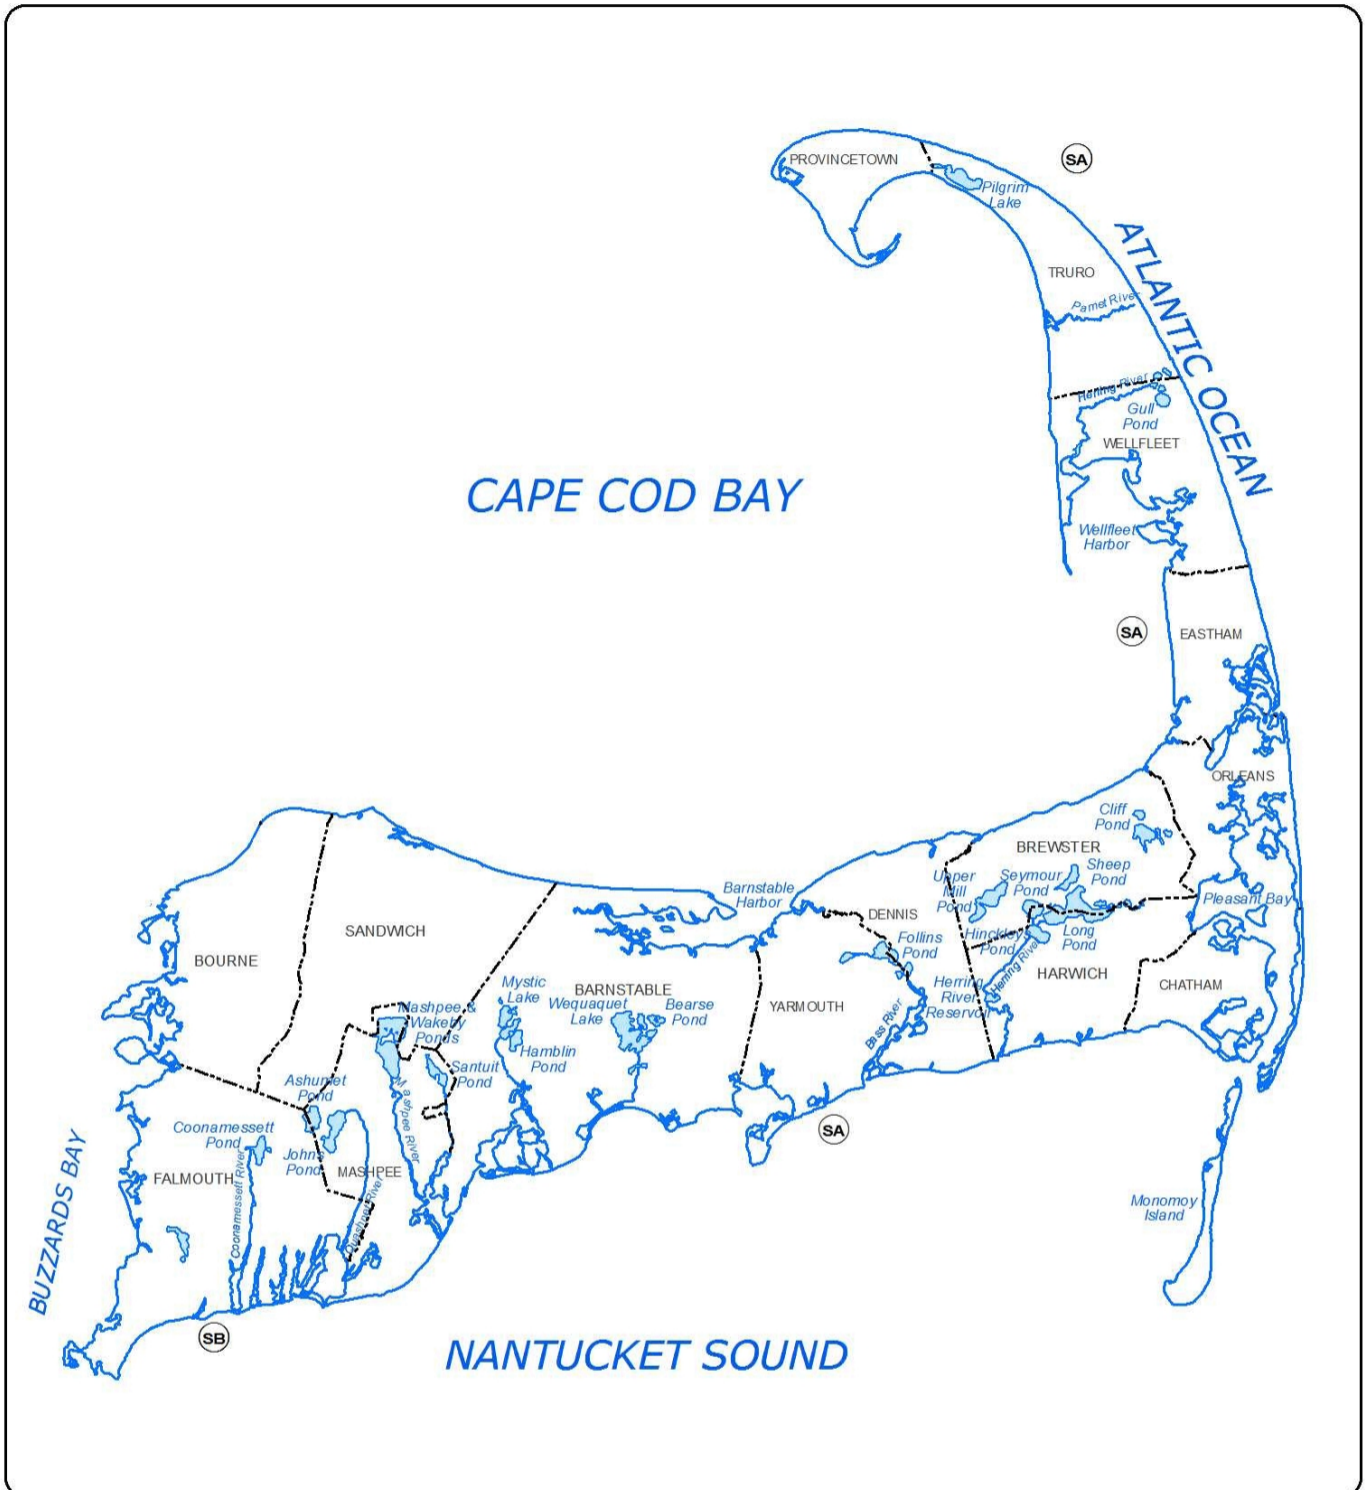 PROVINCETOWN
SA
Pilgrim
Lake
ATLANTIC OCEAN
TRURO
Pamet River
Herring River
Gull
Pond
WELLFLEET
CAPE COD BAY
Wellfleet
Harbor
SA
EASTHAM
ORLEANS
Cliff
Pond
BREWSTER
Sheep
Pond
Seymour
Pond
Upper
Mill
Pond
Barnstable
Harbor
Pleasant Bay
DENNIS
Long
Pond
Hinckleys
Pond
Follins
Pond
SANDWICH
BOURNE
Herring River
HARWICH
CHATHAM
Herring
River
Reservoir
Mystic
Lake
BARNSTABLE
Wequaquet
Lake
Bearse
Pond
YARMOUTH
Mashpee &
Wakeby
Ponds
Bass River
Hamblin
Pond
Santuit
Pond
Ashumet
Pond
Mashpee River
SA
Coonamessett
Pond
Johns
Pond
MASHPEE
FALMOUTH
Coonamessett River
Quashnet River
BUZZARDS BAY
Monomoy
Island
SB
NANTUCKET SOUND